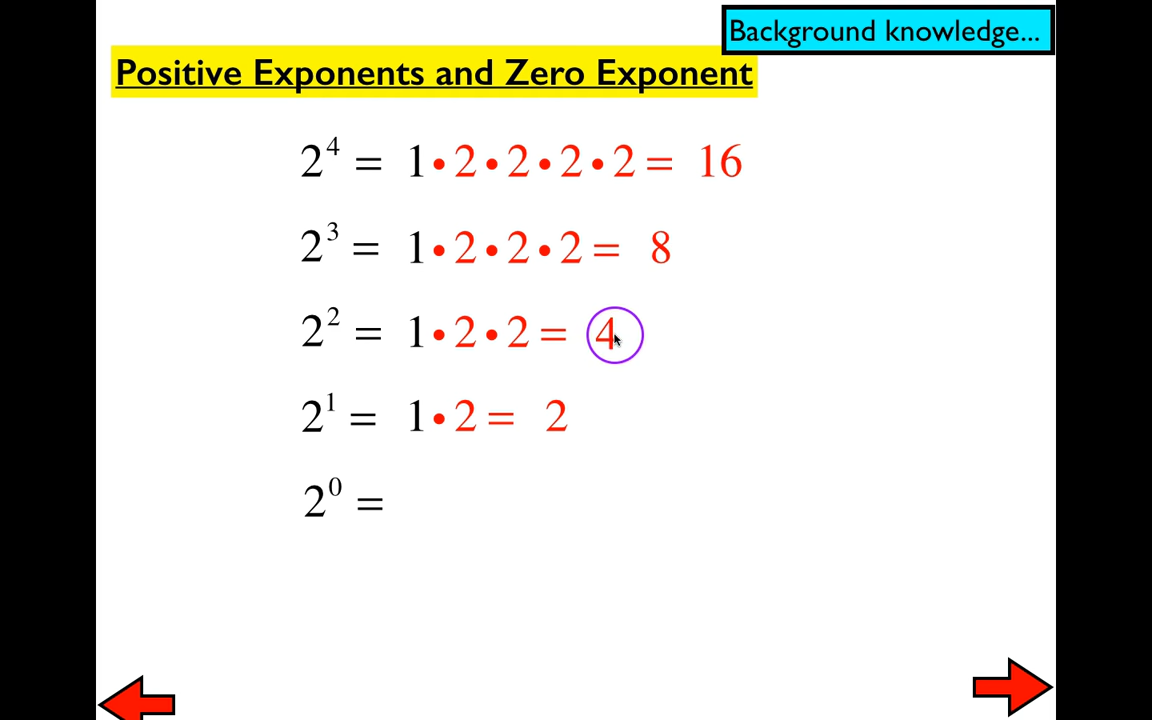 Background knowledge...
Positive Exponents and Zero Exponent
2⁴ = 1•2•2•2•2 = 16
2³ = 1•2•2•2 = 8
2² = 1•2•2 = 4
2¹ = 1•2 = 2
2⁰ =